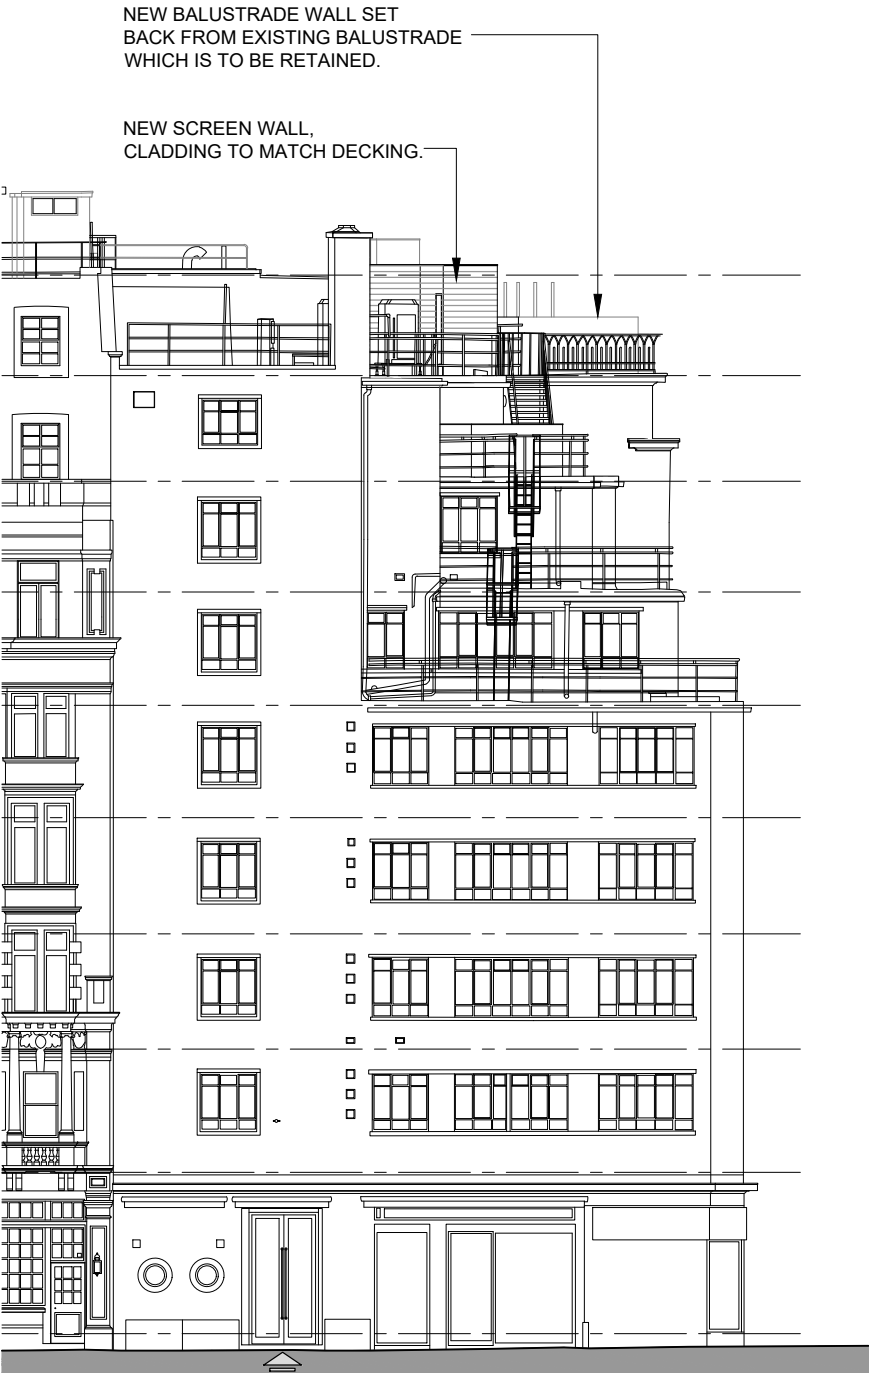 NEW BALUSTRADE WALL SET
BACK FROM EXISTING BALUSTRADE
WHICH IS TO BE RETAINED.
NEW SCREEN WALL,
CLADDING TO MATCH DECKING.